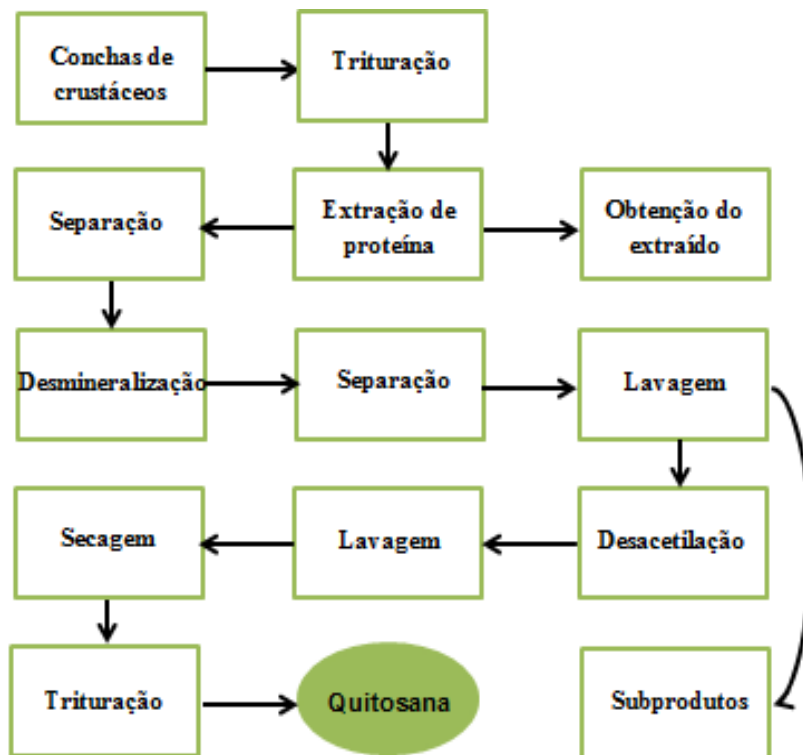 Conchas de
crustáceos
Trituração
Separação
Extração de
proteína
Obtenção do
extraído
Desmineralização
Separação
Lavagem
Secagem
Lavagem
Desacetilação
Trituração
Quitosana
Subprodutos